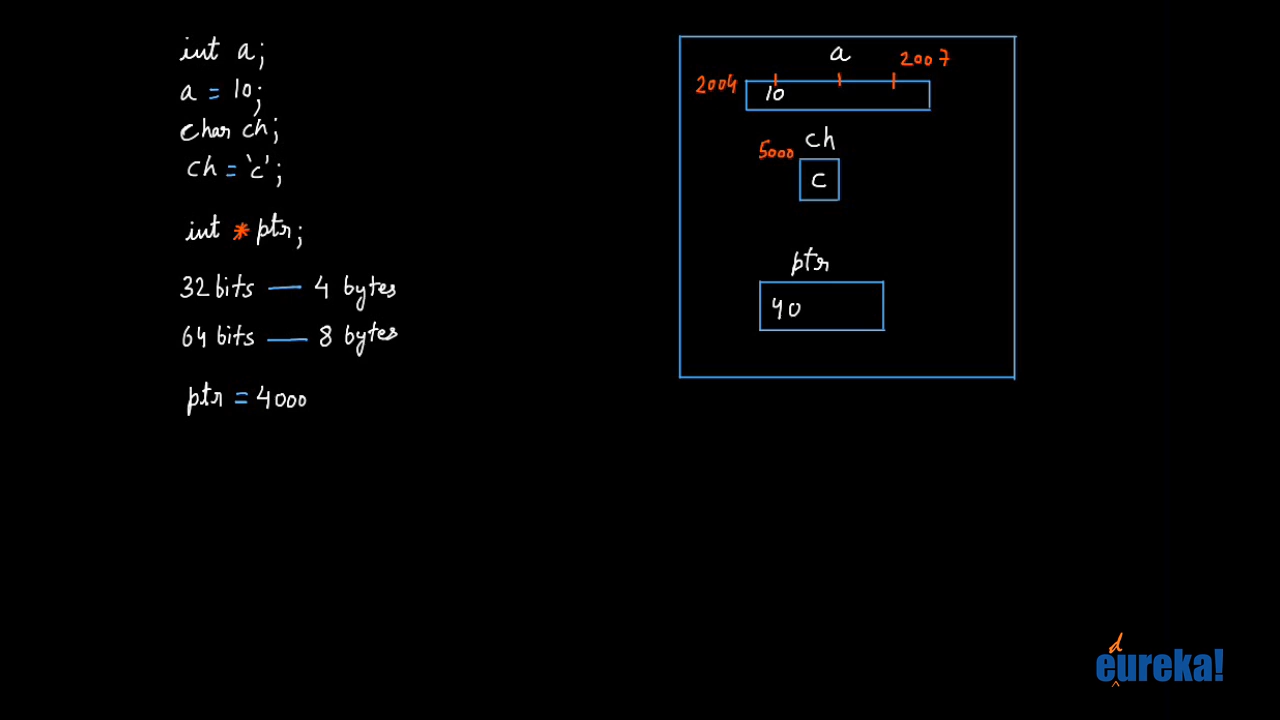 int a;
a = 10;
char ch;
ch = 'c';
int *ptr;
32 bits — 4 bytes
64 bits — 8 bytes
ptr = 4000
a
2004 2007
10
ch
5000
c
ptr
40
d
eureka!
^